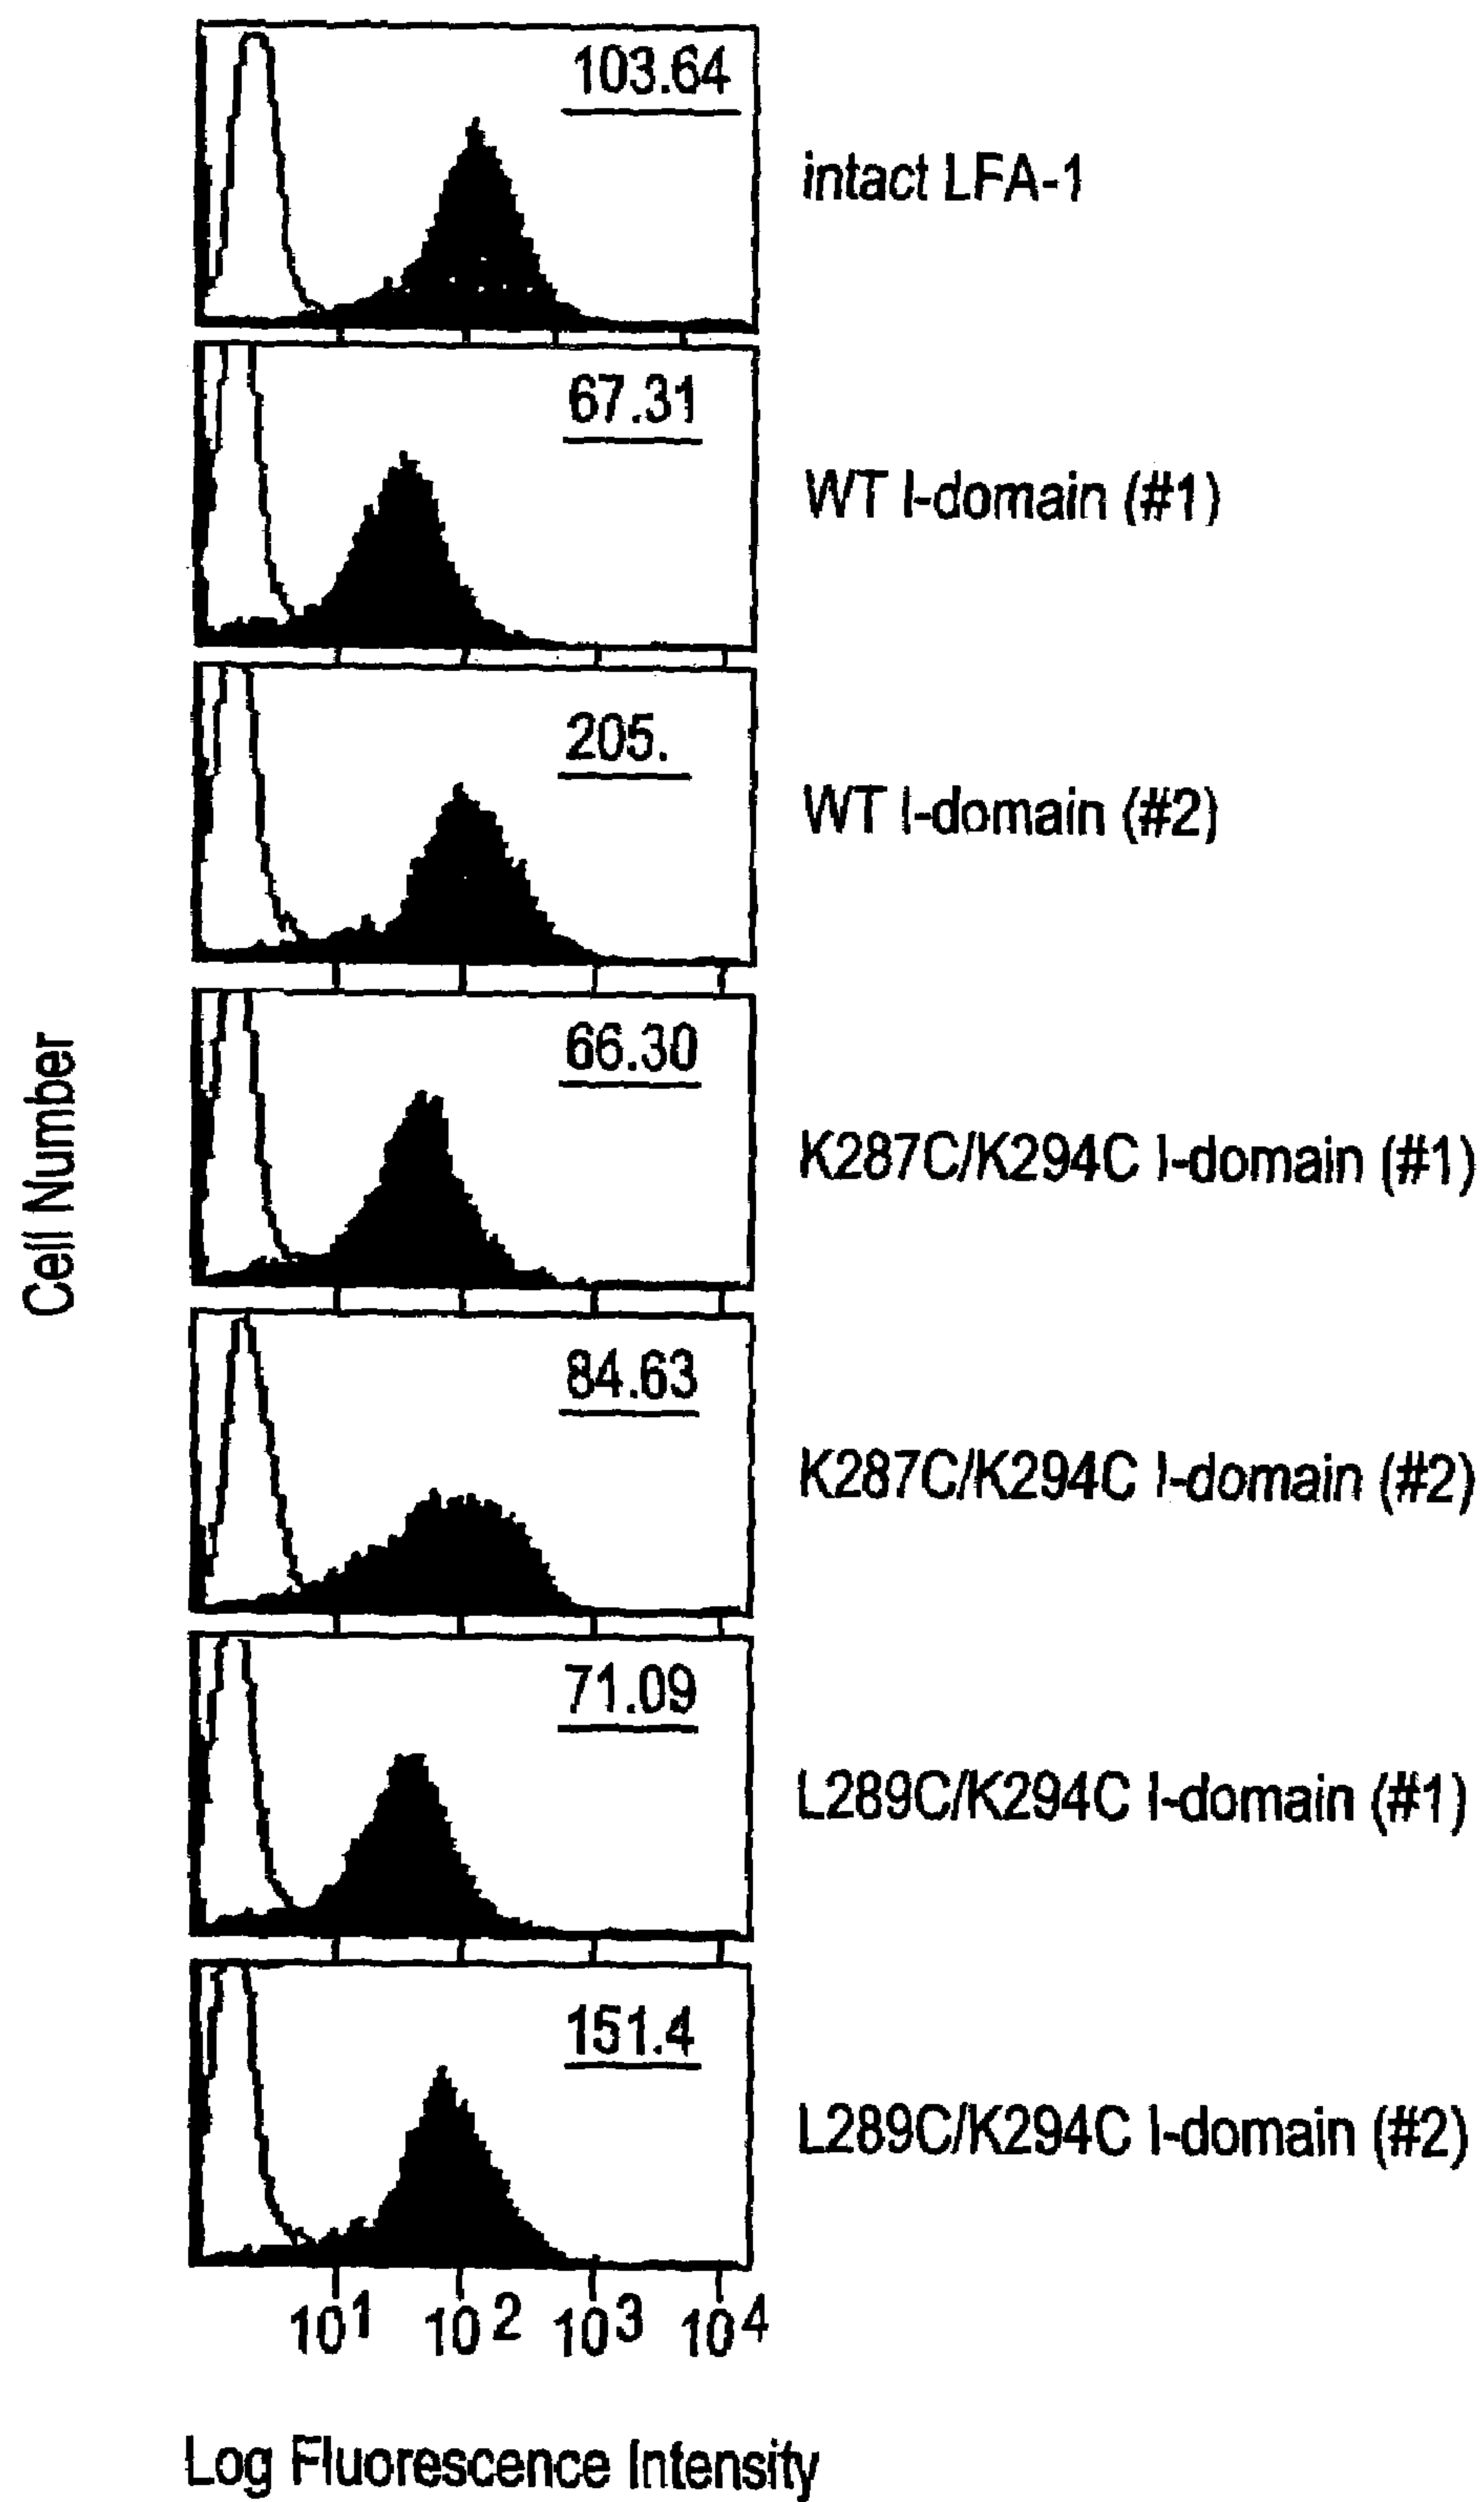 103.64
intact LFA-1
67.31
WT I-domain (#1)
205.
WT I-domain (#2)
66.30
K287C/K294C I-domain (#1)
84.63
K287C/K294C I-domain (#2)
71.09
L289C/K294C I-domain (#1)
151.4
L289C/K294C I-domain (#2)
Cell Number
10¹ 10² 10³ 10⁴
Log Fluorescence Intensity